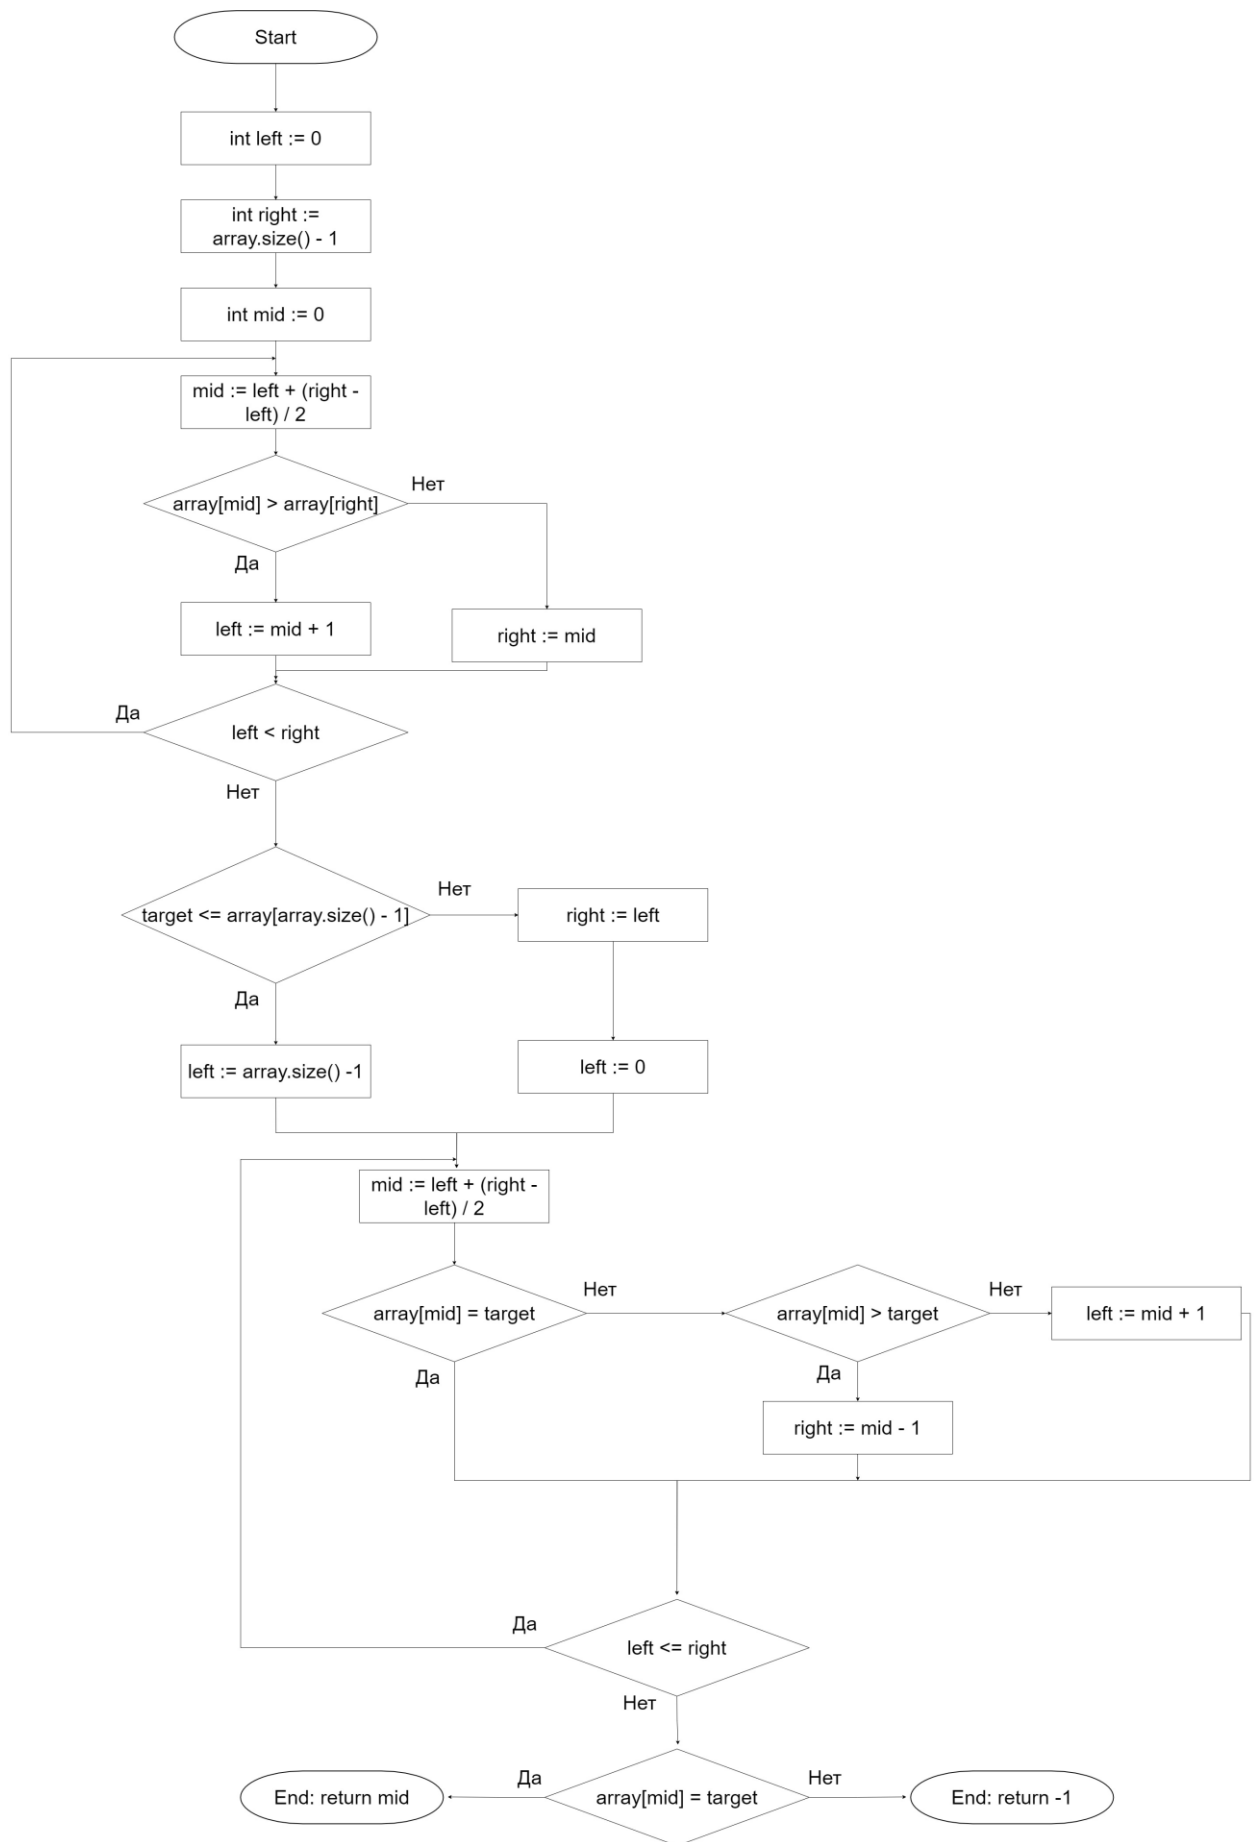 Start
int left := 0
int right :=
array.size() - 1
int mid := 0
mid := left + (right -
left) / 2
Нет
array[mid] > array[right]
Да
left := mid + 1
right := mid
Да
left < right
Нет
Нет
target <= array[array.size() - 1]
right := left
Да
left := array.size() -1
left := 0
mid := left + (right -
left) / 2
Нет
Нет
array[mid] = target
array[mid] > target
left := mid + 1
Да
Да
right := mid - 1
Да
left <= right
Нет
Да
Нет
End: return mid
array[mid] = target
End: return -1